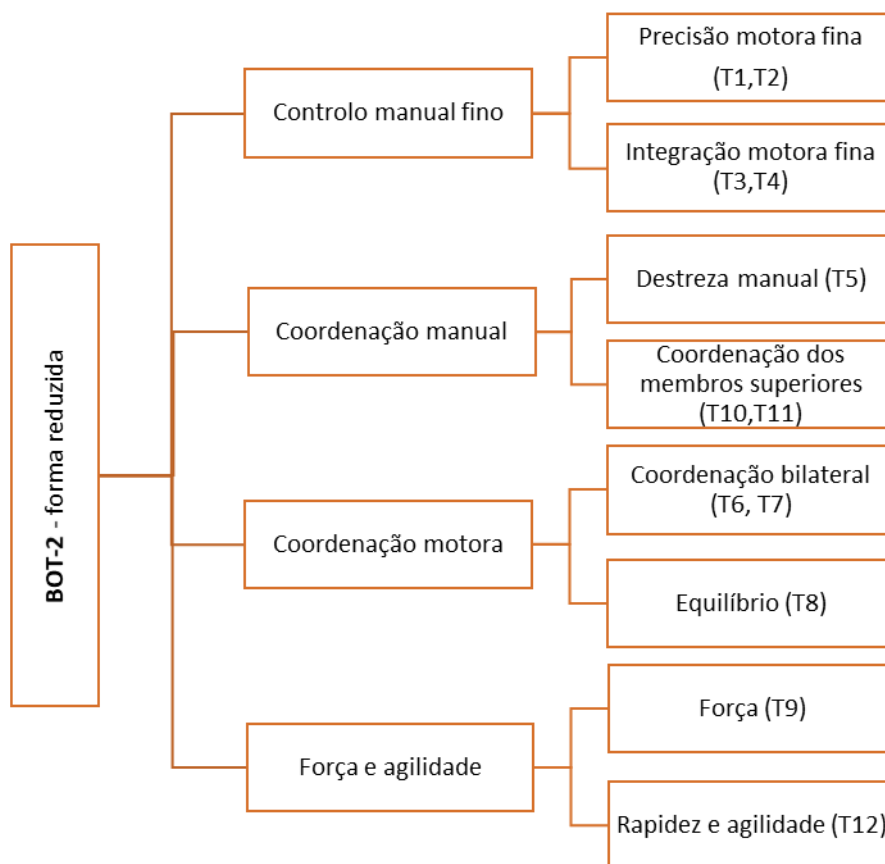 BOT-2 - forma reduzida
Controlo manual fino
Precisão motora fina
(T1,T2)
Integração motora fina
(T3,T4)
Coordenação manual
Destreza manual (T5)
Coordenação dos
membros superiores
(T10,T11)
Coordenação motora
Coordenação bilateral
(T6, T7)
Equilíbrio (T8)
Força e agilidade
Força (T9)
Rapidez e agilidade (T12)